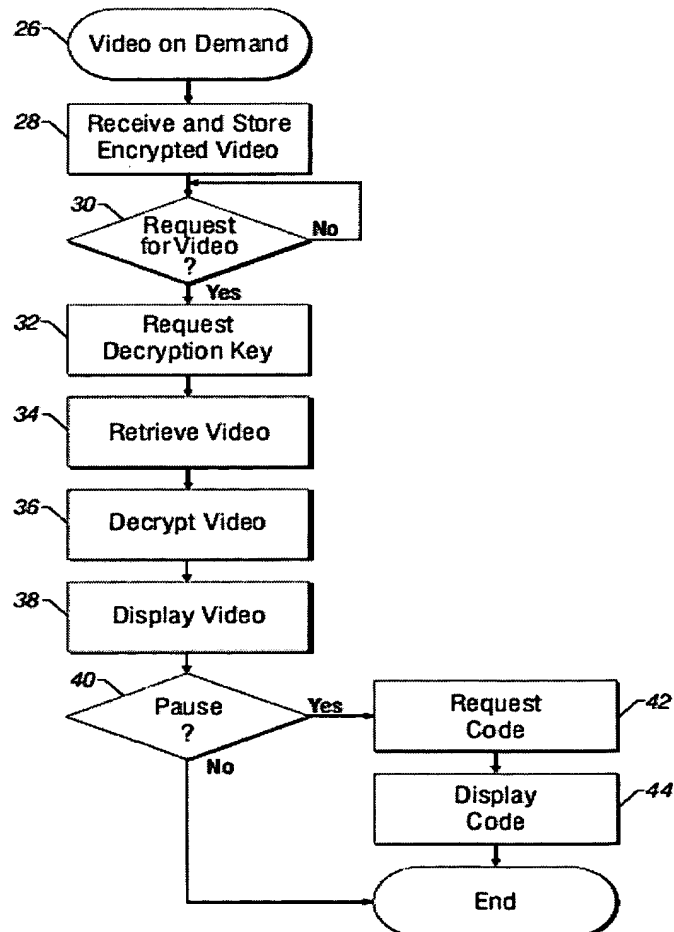 26
Video on Demand
28
Receive and Store
Encrypted Video
30
Request
for Video
?
No
Yes
32
Request
Decryption Key
34
Retrieve Video
36
Decrypt Video
38
Display Video
40
Pause
?
Yes
No
Request
Code
42
Display
Code
44
End